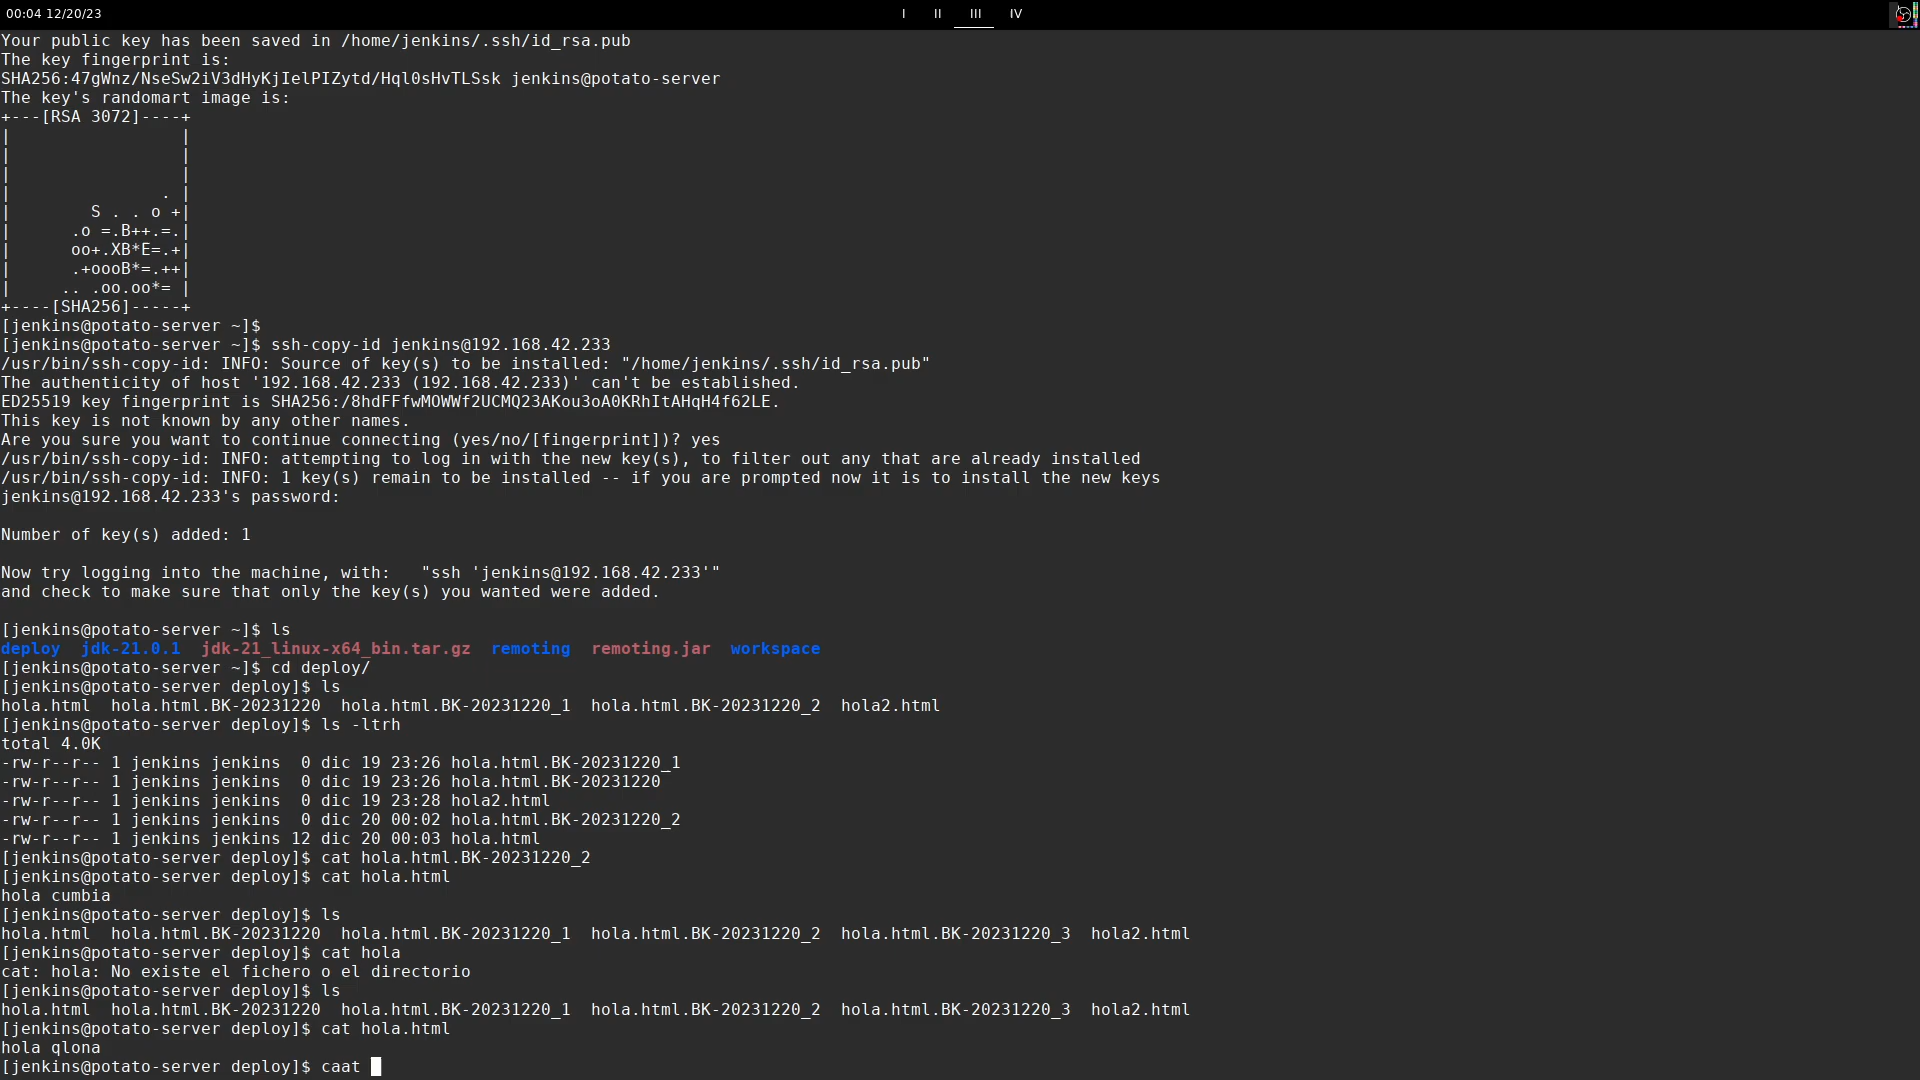 00:04 12/20/23 I II III IV
Your public key has been saved in /home/jenkins/.ssh/id_rsa.pub
The key fingerprint is:
SHA256:47gWnz/NseSw2iV3dHyKjIelPIZytd/Hql0sHvTLSsk jenkins@potato-server
The key's randomart image is:
+---[RSA 3072]----+
|                 |
|                 |
|                 |
|               . |
|        S . . o +|
|      .o =.B++.=.|
|      oo+.XB*E=.+|
|      .+oooB*=.++|
|     .. .oo.oo*= |
+----[SHA256]-----+
[jenkins@potato-server ~]$
[jenkins@potato-server ~]$ ssh-copy-id jenkins@192.168.42.233
/usr/bin/ssh-copy-id: INFO: Source of key(s) to be installed: "/home/jenkins/.ssh/id_rsa.pub"
The authenticity of host '192.168.42.233 (192.168.42.233)' can't be established.
ED25519 key fingerprint is SHA256:/8hdFFfwMOWWf2UCMQ23AKou3oA0KRhItAHqH4f62LE.
This key is not known by any other names.
Are you sure you want to continue connecting (yes/no/[fingerprint])? yes
/usr/bin/ssh-copy-id: INFO: attempting to log in with the new key(s), to filter out any that are already installed
/usr/bin/ssh-copy-id: INFO: 1 key(s) remain to be installed -- if you are prompted now it is to install the new keys
jenkins@192.168.42.233's password:
Number of key(s) added: 1
Now try logging into the machine, with:   "ssh 'jenkins@192.168.42.233'"
and check to make sure that only the key(s) you wanted were added.
[jenkins@potato-server ~]$ ls
deploy  jdk-21.0.1  jdk-21_linux-x64_bin.tar.gz  remoting  remoting.jar  workspace
[jenkins@potato-server ~]$ cd deploy/
[jenkins@potato-server deploy]$ ls
hola.html  hola.html.BK-20231220  hola.html.BK-20231220_1  hola.html.BK-20231220_2  hola2.html
[jenkins@potato-server deploy]$ ls -ltrh
total 4.0K
-rw-r--r-- 1 jenkins jenkins  0 dic 19 23:26 hola.html.BK-20231220_1
-rw-r--r-- 1 jenkins jenkins  0 dic 19 23:26 hola.html.BK-20231220
-rw-r--r-- 1 jenkins jenkins  0 dic 19 23:28 hola2.html
-rw-r--r-- 1 jenkins jenkins  0 dic 20 00:02 hola.html.BK-20231220_2
-rw-r--r-- 1 jenkins jenkins 12 dic 20 00:03 hola.html
[jenkins@potato-server deploy]$ cat hola.html.BK-20231220_2
[jenkins@potato-server deploy]$ cat hola.html
hola cumbia
[jenkins@potato-server deploy]$ ls
hola.html  hola.html.BK-20231220  hola.html.BK-20231220_1  hola.html.BK-20231220_2  hola.html.BK-20231220_3  hola2.html
[jenkins@potato-server deploy]$ cat hola
cat: hola: No existe el fichero o el directorio
[jenkins@potato-server deploy]$ ls
hola.html  hola.html.BK-20231220  hola.html.BK-20231220_1  hola.html.BK-20231220_2  hola.html.BK-20231220_3  hola2.html
[jenkins@potato-server deploy]$ cat hola.html
hola qlona
[jenkins@potato-server deploy]$ caat